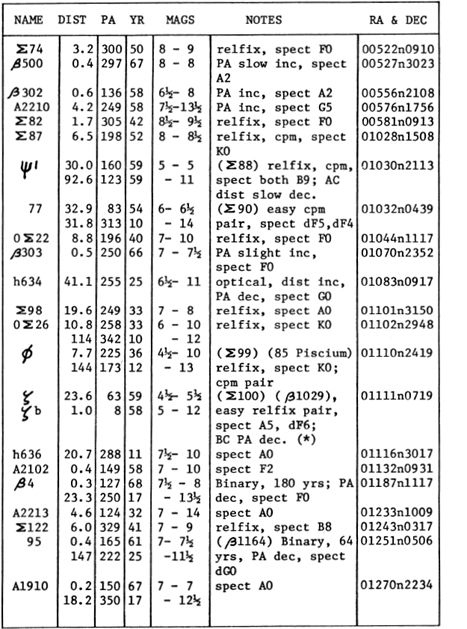 NAME DIST PA YR MAGS NOTES RA & DEC
Σ74 3.2 300 50 8 - 9 relfix, spect F0 00522n0910
β500 0.4 297 67 8 - 8 PA slow inc, spect 00527n3023
A2
β302 0.6 136 58 6½- 8 PA inc, spect A2 00556n2108
A2210 4.2 249 58 7½-13½ PA inc, spect G5 00576n1756
Σ82 1.7 305 42 8½- 9½ relfix, spect F0 00581n0913
Σ87 6.5 198 52 8 - 8½ relfix, cpm, spect 01028n1508
K0
ψ¹ 30.0 160 59 5 - 5 (Σ88) relfix, cpm, 01030n2113
92.6 123 59 - 11 spect both B9; AC
dist slow dec.
77 32.9 83 54 6- 6½ (Σ90) easy cpm 01032n0439
31.8 313 10 - 14 pair, spect dF5,dF4
OΣ22 8.8 196 40 7- 10 relfix, spect F0 01044n1117
β303 0.5 250 66 7 - 7½ PA slight inc, 01070n2352
spect F0
h634 41.1 255 25 6½- 11 optical, dist inc, 01083n0917
PA dec, spect G0
Σ98 19.6 249 33 7 - 8 relfix, spect A0 01101n3150
OΣ26 10.8 258 33 6 - 10 relfix, spect K0 01102n2948
114 342 10 - 12
φ 7.7 225 36 4½- 10 (Σ99) (85 Piscium) 01110n2419
144 173 12 - 13 relfix, spect K0;
cpm pair
ζ 23.6 63 59 4½- 5½ (Σ100) (β1029), 01111n0719
ζb 1.0 8 58 5 - 12 easy relfix pair,
spect A5, dF6;
BC PA dec. (*)
h636 20.7 288 11 7½- 10 spect A0 01116n3017
A2102 0.4 149 58 7 - 10 spect F2 01132n0931
β4 0.3 127 68 7½ - 8 Binary, 180 yrs; PA 01187n1117
23.3 250 17 - 13½ dec, spect F0
A2213 4.6 124 32 7 - 14 spect A0 01233n1009
Σ122 6.0 329 41 7 - 9 relfix, spect B8 01243n0317
95 0.4 165 61 7- 7½ (β1164) Binary, 64 01251n0506
147 222 25 -11½ yrs, PA dec, spect
dG0
A1910 0.2 150 67 7 - 7 spect A0 01270n2234
18.2 350 17 - 12½